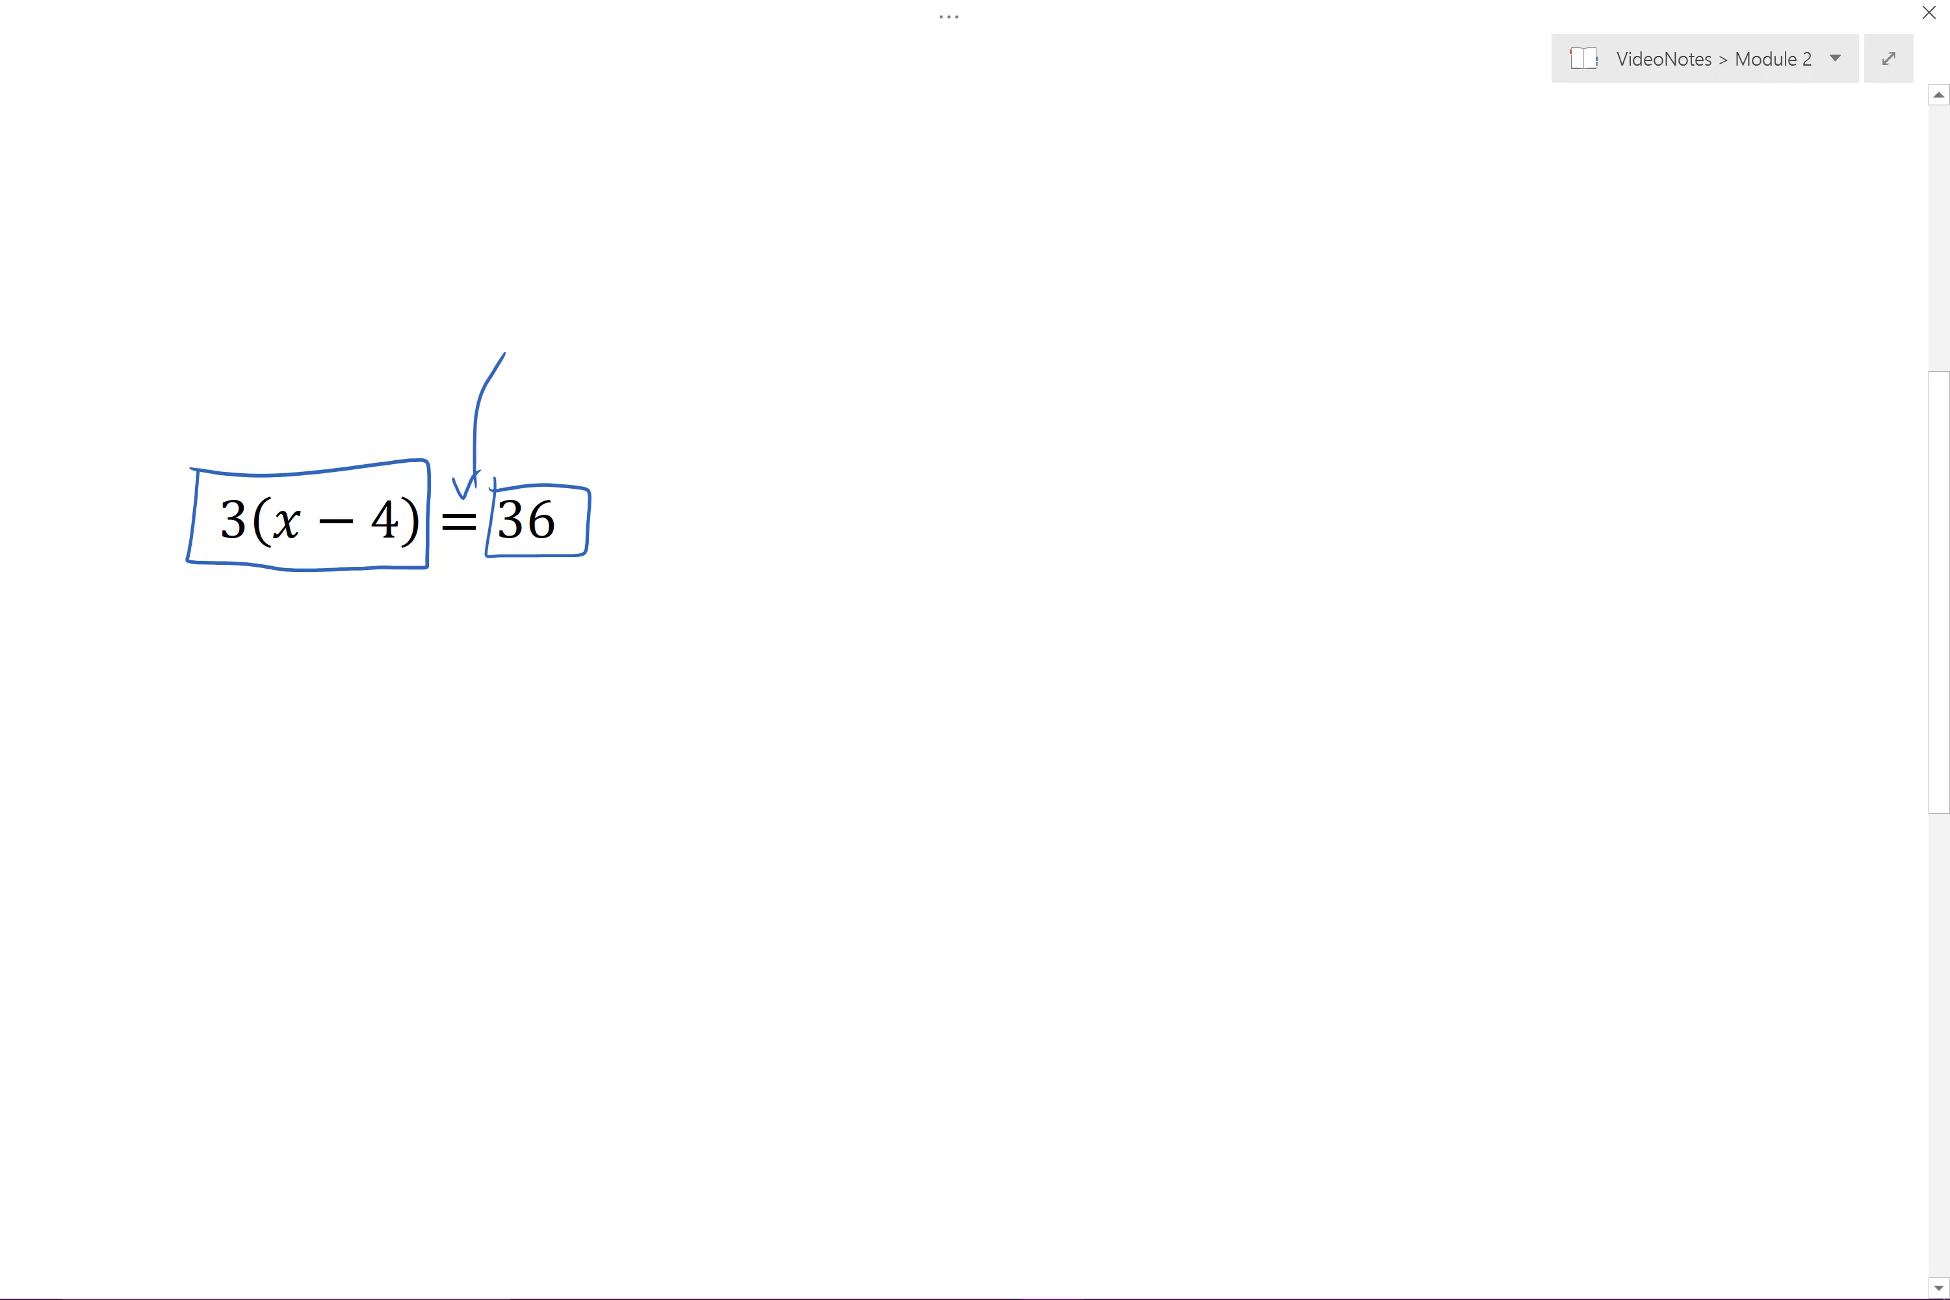 ...
VideoNotes > Module 2
3(x − 4) = 36